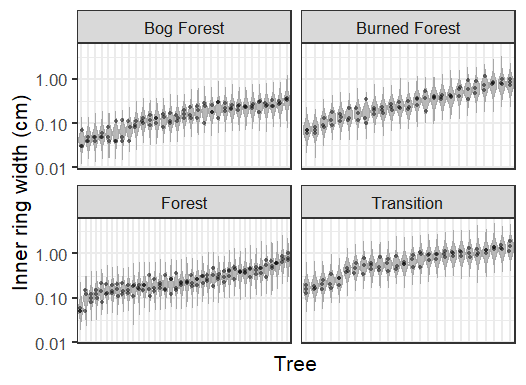 Bog Forest
Burned Forest
1.00
0.10
0.01
Inner ring width (cm)
Forest
Transition
1.00
0.10
0.01
Tree